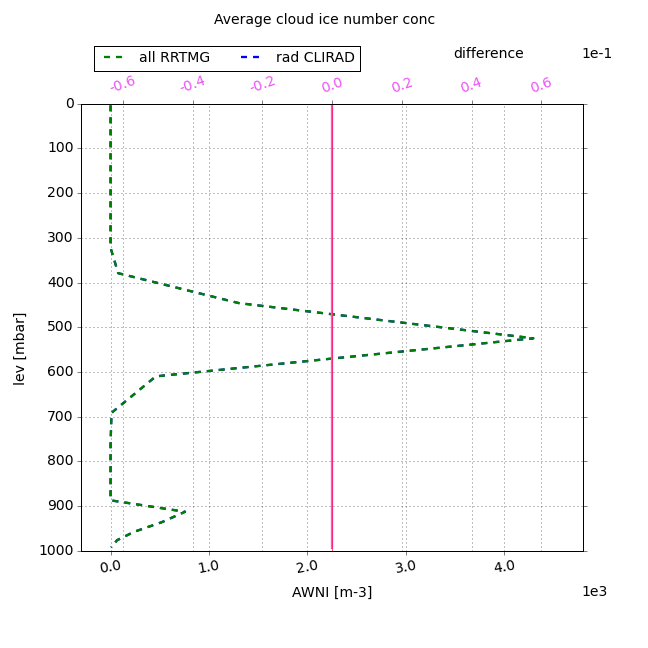 Average cloud ice number conc
all RRTMG rad CLIRAD difference 1e-1
-0.6 -0.4 -0.2 0.0 0.2 0.4 0.6
0
100
200
300
400
500
600
700
800
900
1000
lev [mbar]
0.0 1.0 2.0 3.0 4.0
AWNI [m-3] 1e3